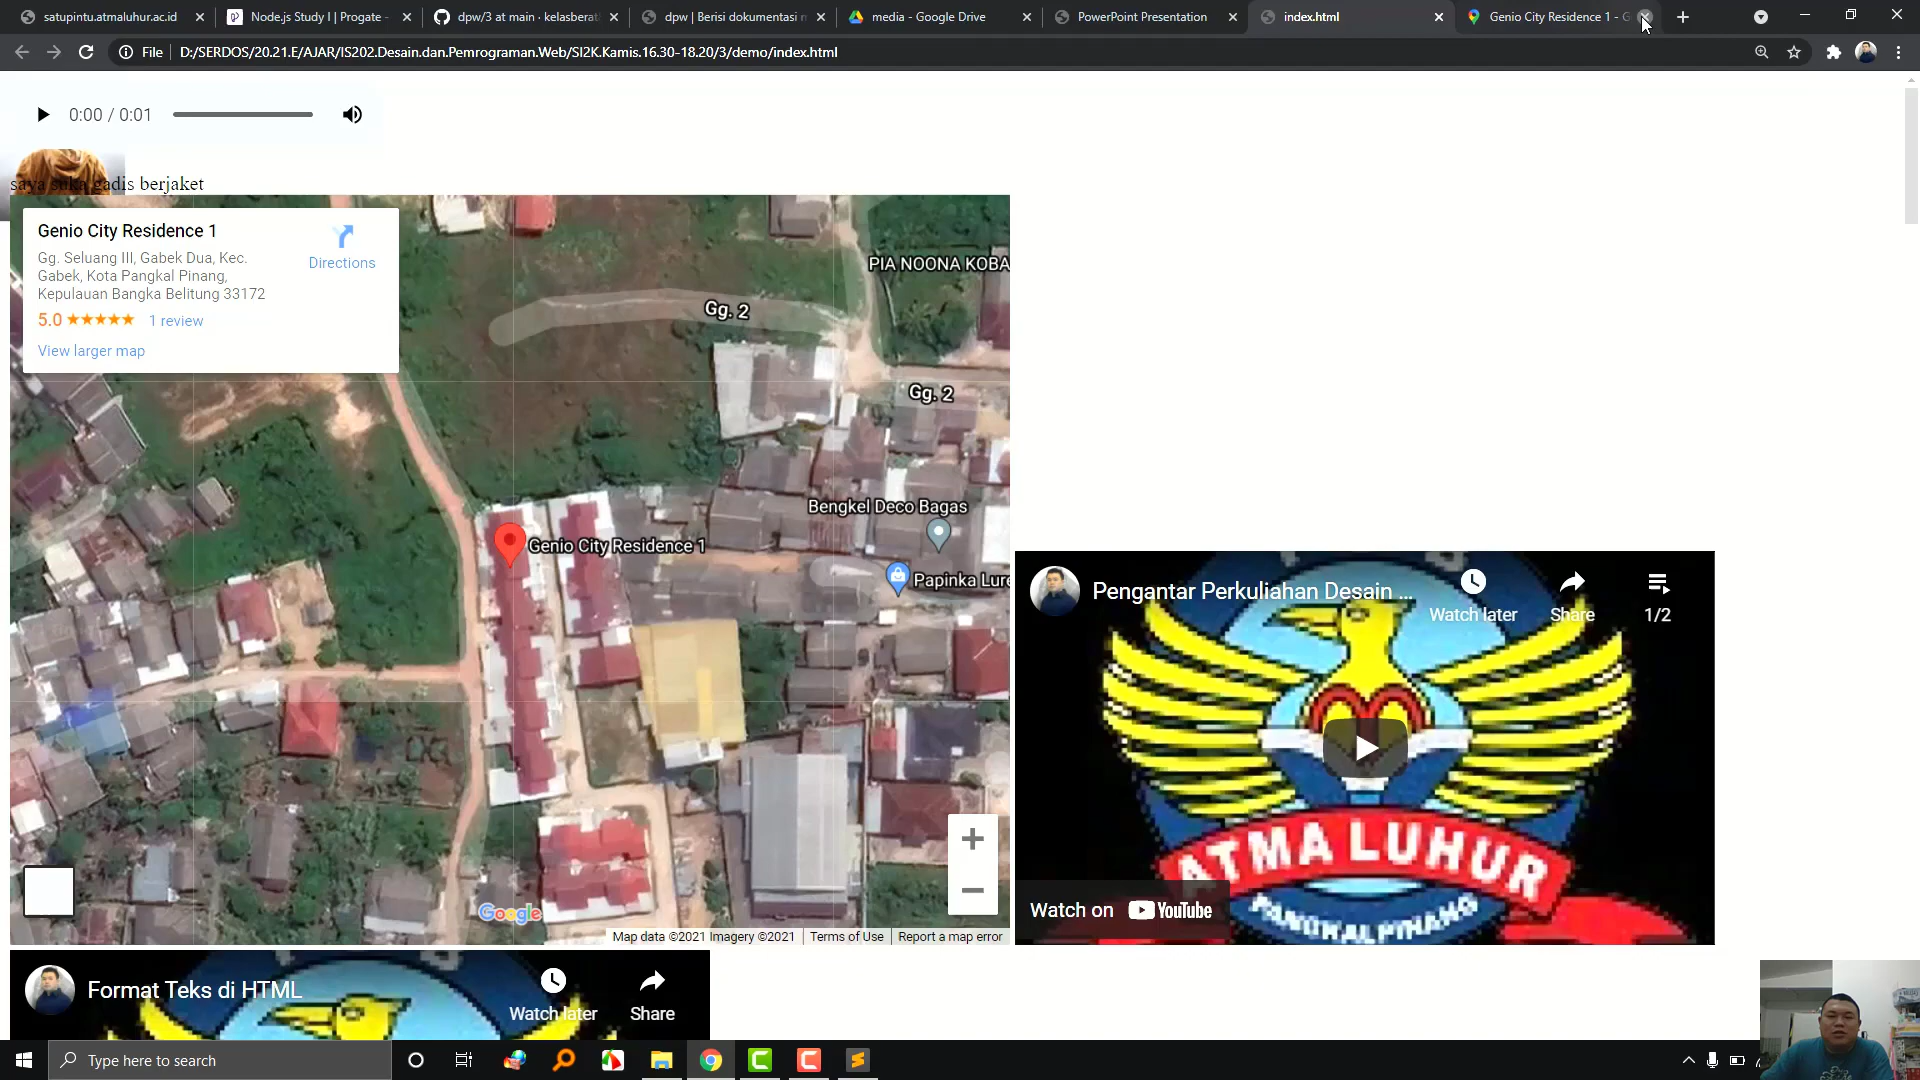 satupintu.atmaluhur.ac.id
Node.js Study I | Progate -
dpw/3 at main · kelasberat
dpw | Berisi dokumentasi
media - Google Drive
PowerPoint Presentation
index.html
Genio City Residence 1 - G
File
D:/SERDOS/20.21.E/AJAR/IS202.Desain.dan.Pemrograman.Web/SI2K.Kamis.16.30-18.20/3/demo/index.html
0:00 / 0:01
saya suka gadis berjaket
Genio City Residence 1
Gg. Seluang III, Gabek Dua, Kec.
Gabek, Kota Pangkal Pinang,
Kepulauan Bangka Belitung 33172
Directions
5.0 ★★★★★ 1 review
View larger map
PIA NOONA KOBA
Gg. 2
Gg. 2
Bengkel Deco Bagas
Genio City Residence 1
Papinka Lure
Google
Map data ©2021 Imagery ©2021
Terms of Use
Report a map error
Pengantar Perkuliahan Desain ...
Watch later
Share
1/2
ATMA LUHUR
PANGKALPINANG
Watch on YouTube
Format Teks di HTML
Watch later
Share
Type here to search